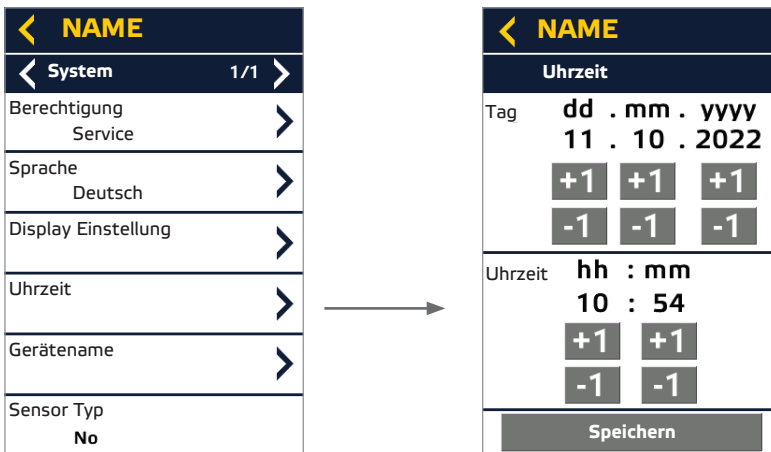 NAME
System 1/1
Berechtigung
Service
Sprache
Deutsch
Display Einstellung
Uhrzeit
Gerätename
Sensor Typ
No
NAME
Uhrzeit
Tag dd . mm . yyyy
11 . 10 . 2022
+1 +1 +1
-1 -1 -1
Uhrzeit hh : mm
10 : 54
+1 +1
-1 -1
Speichern